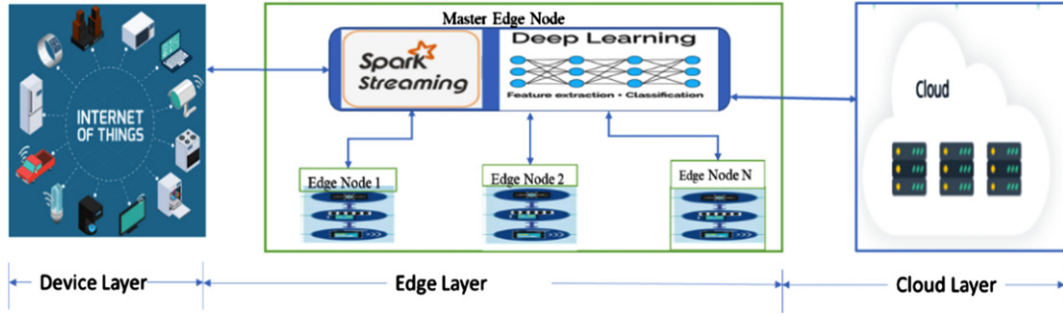 Master Edge Node
Spark
Streaming
Deep Learning
Feature extraction • Classification
INTERNET
OF THINGS
Cloud
Edge Node 1
Edge Node 2
Edge Node N
Device Layer
Edge Layer
Cloud Layer